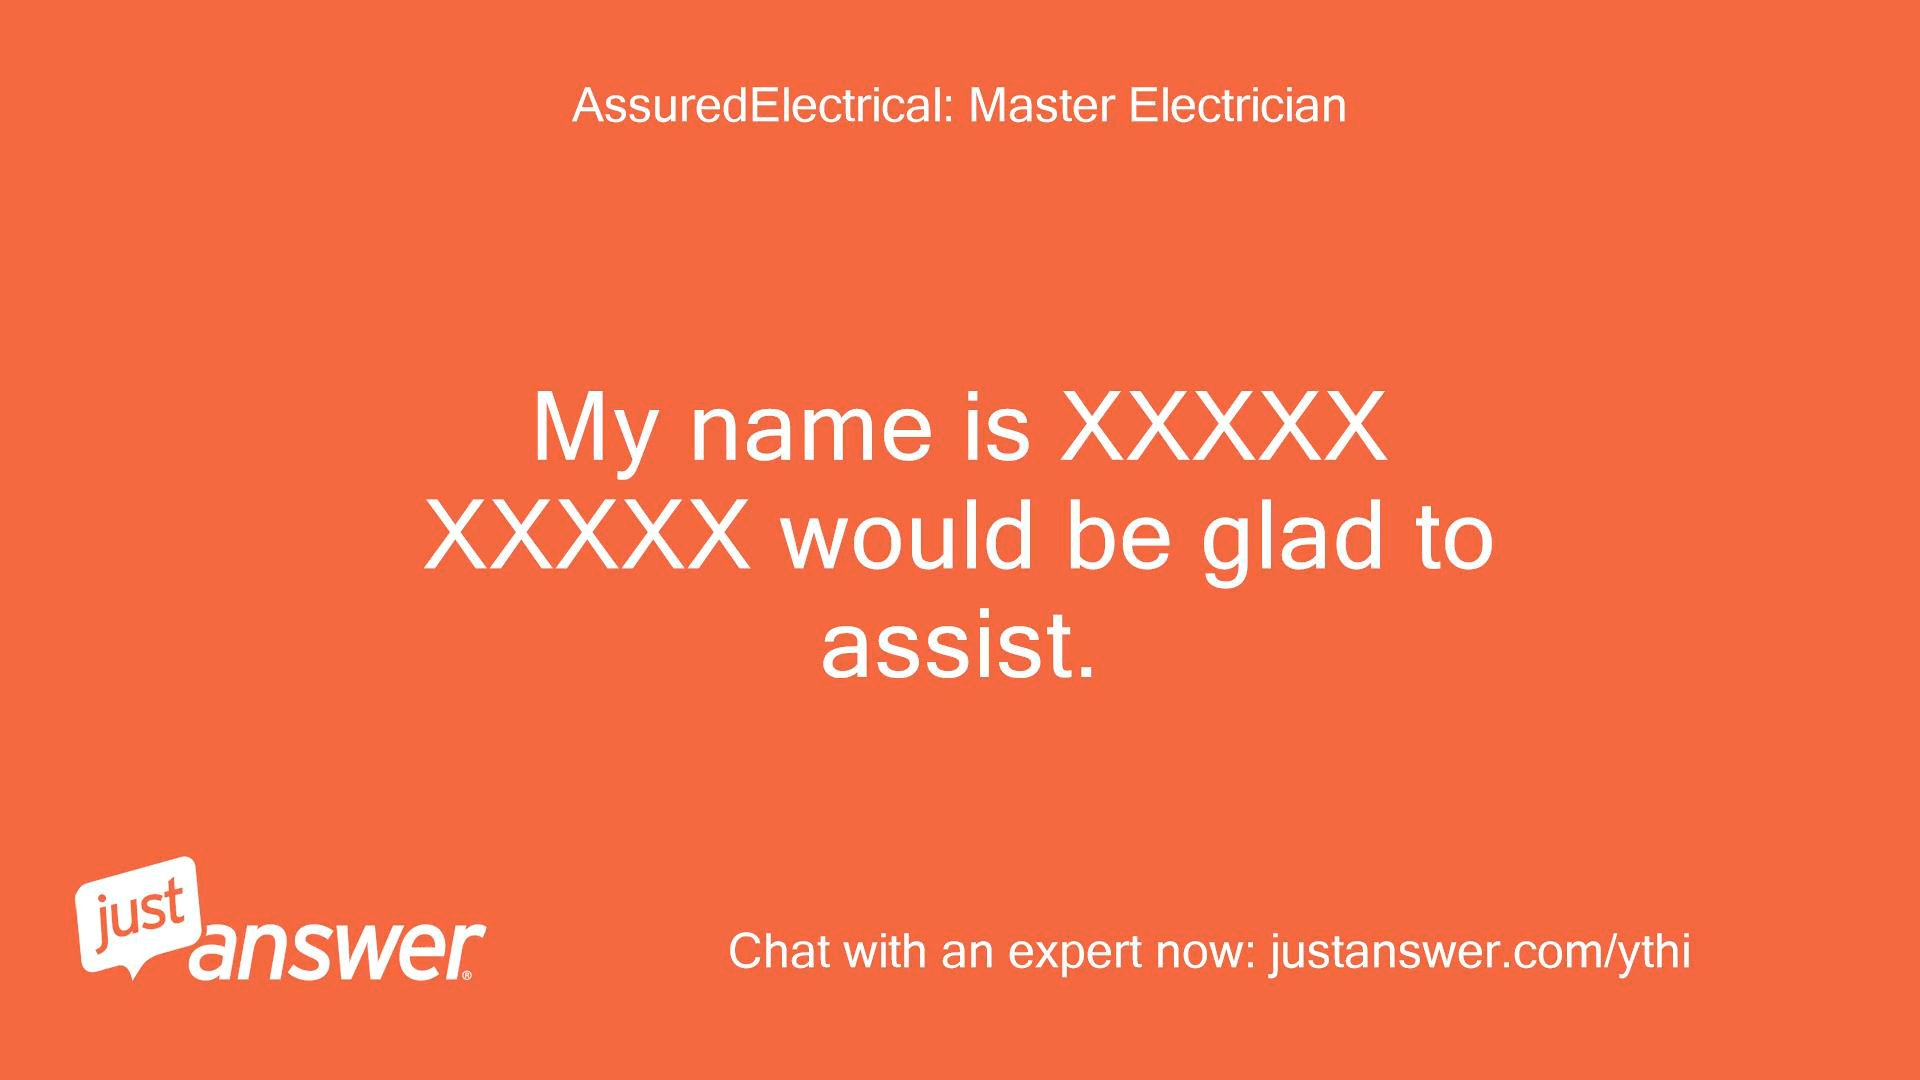 AssuredElectrical: Master Electrician
My name is XXXXX
XXXXX would be glad to
assist.
just
answer®
Chat with an expert now: justanswer.com/ythi